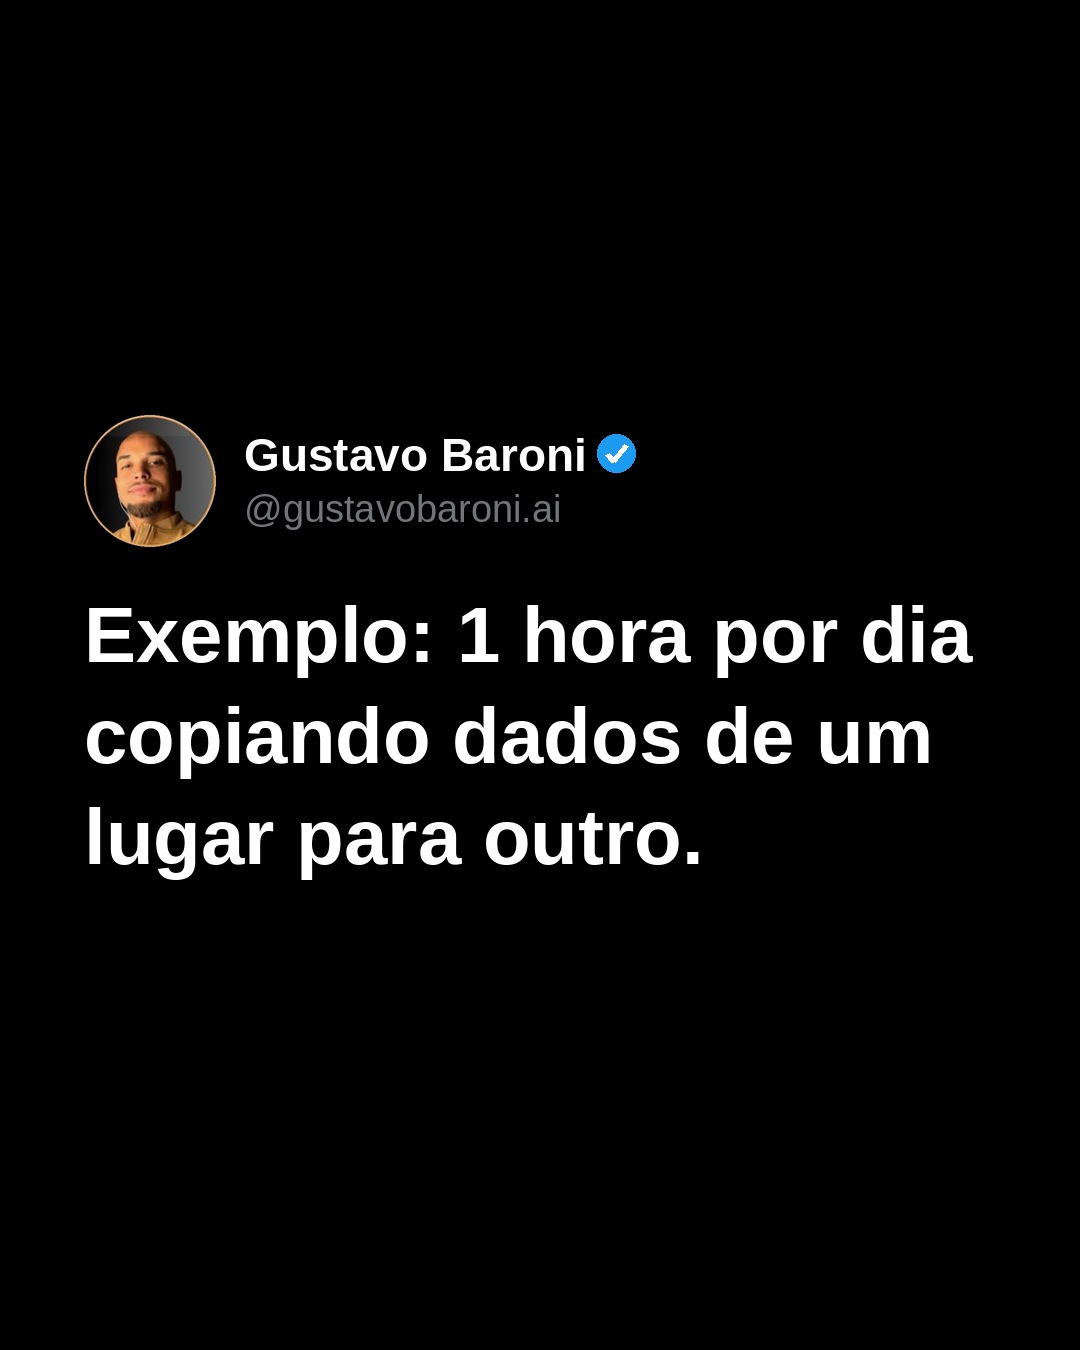 Gustavo Baroni
@gustavobaroni.ai
Exemplo: 1 hora por dia
copiando dados de um
lugar para outro.